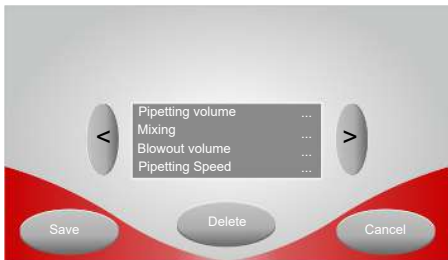 Pipetting volume ...
Mixing ...
< >
Blowout volume ...
Pipetting Speed ...
Save Delete Cancel